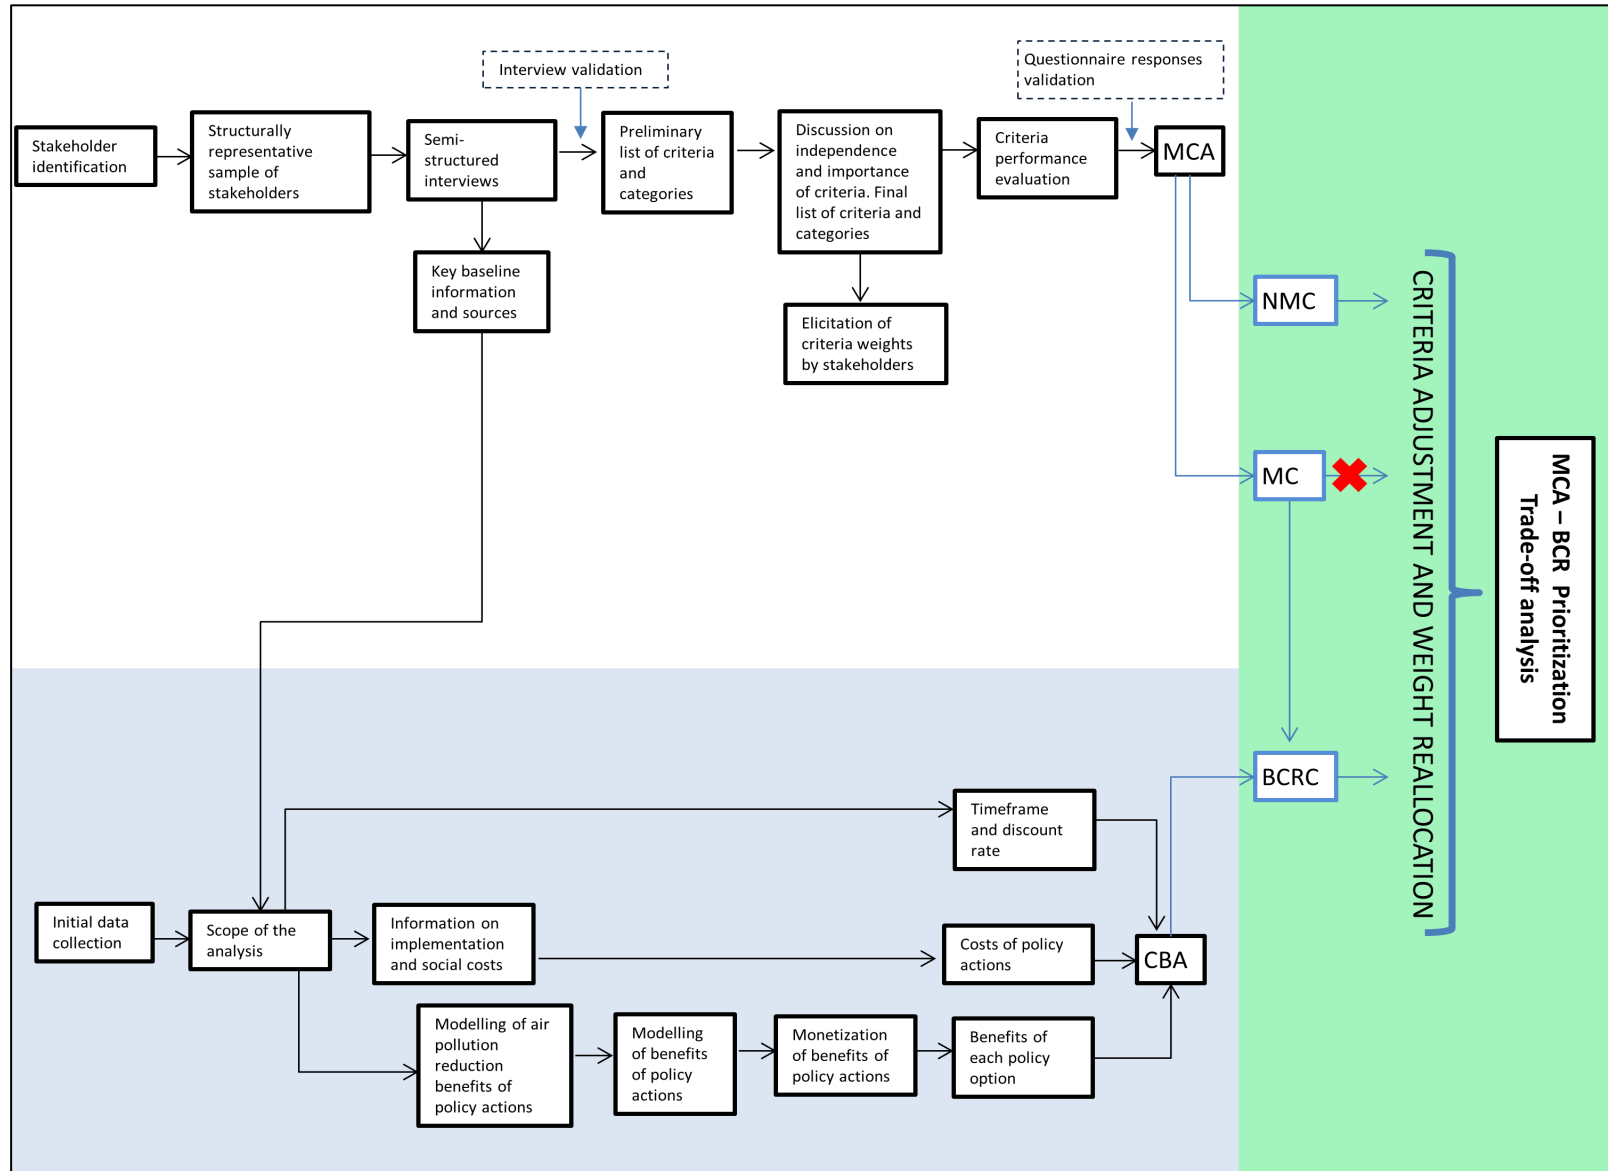 Interview validation
Questionnaire responses
validation
Stakeholder
identification
Structurally
representative
sample of
stakeholders
Semi-
structured
interviews
Preliminary
list of criteria
and
categories
Discussion on
independence
and importance
of criteria. Final
list of criteria and
categories
Criteria
performance
evaluation
MCA
Key baseline
information
and sources
Elicitation of
criteria weights
by stakeholders
NMC
MC
BCRC
CRITERIA ADJUSTMENT AND WEIGHT REALLOCATION
MCA – BCR Prioritization
Trade-off analysis
Timeframe
and discount
rate
Initial data
collection
Scope of the
analysis
Information on
implementation
and social costs
Costs of policy
actions
CBA
Modelling of air
pollution
reduction
benefits of
policy actions
Modelling
of benefits
of policy
actions
Monetization
of benefits of
policy actions
Benefits of
each policy
option